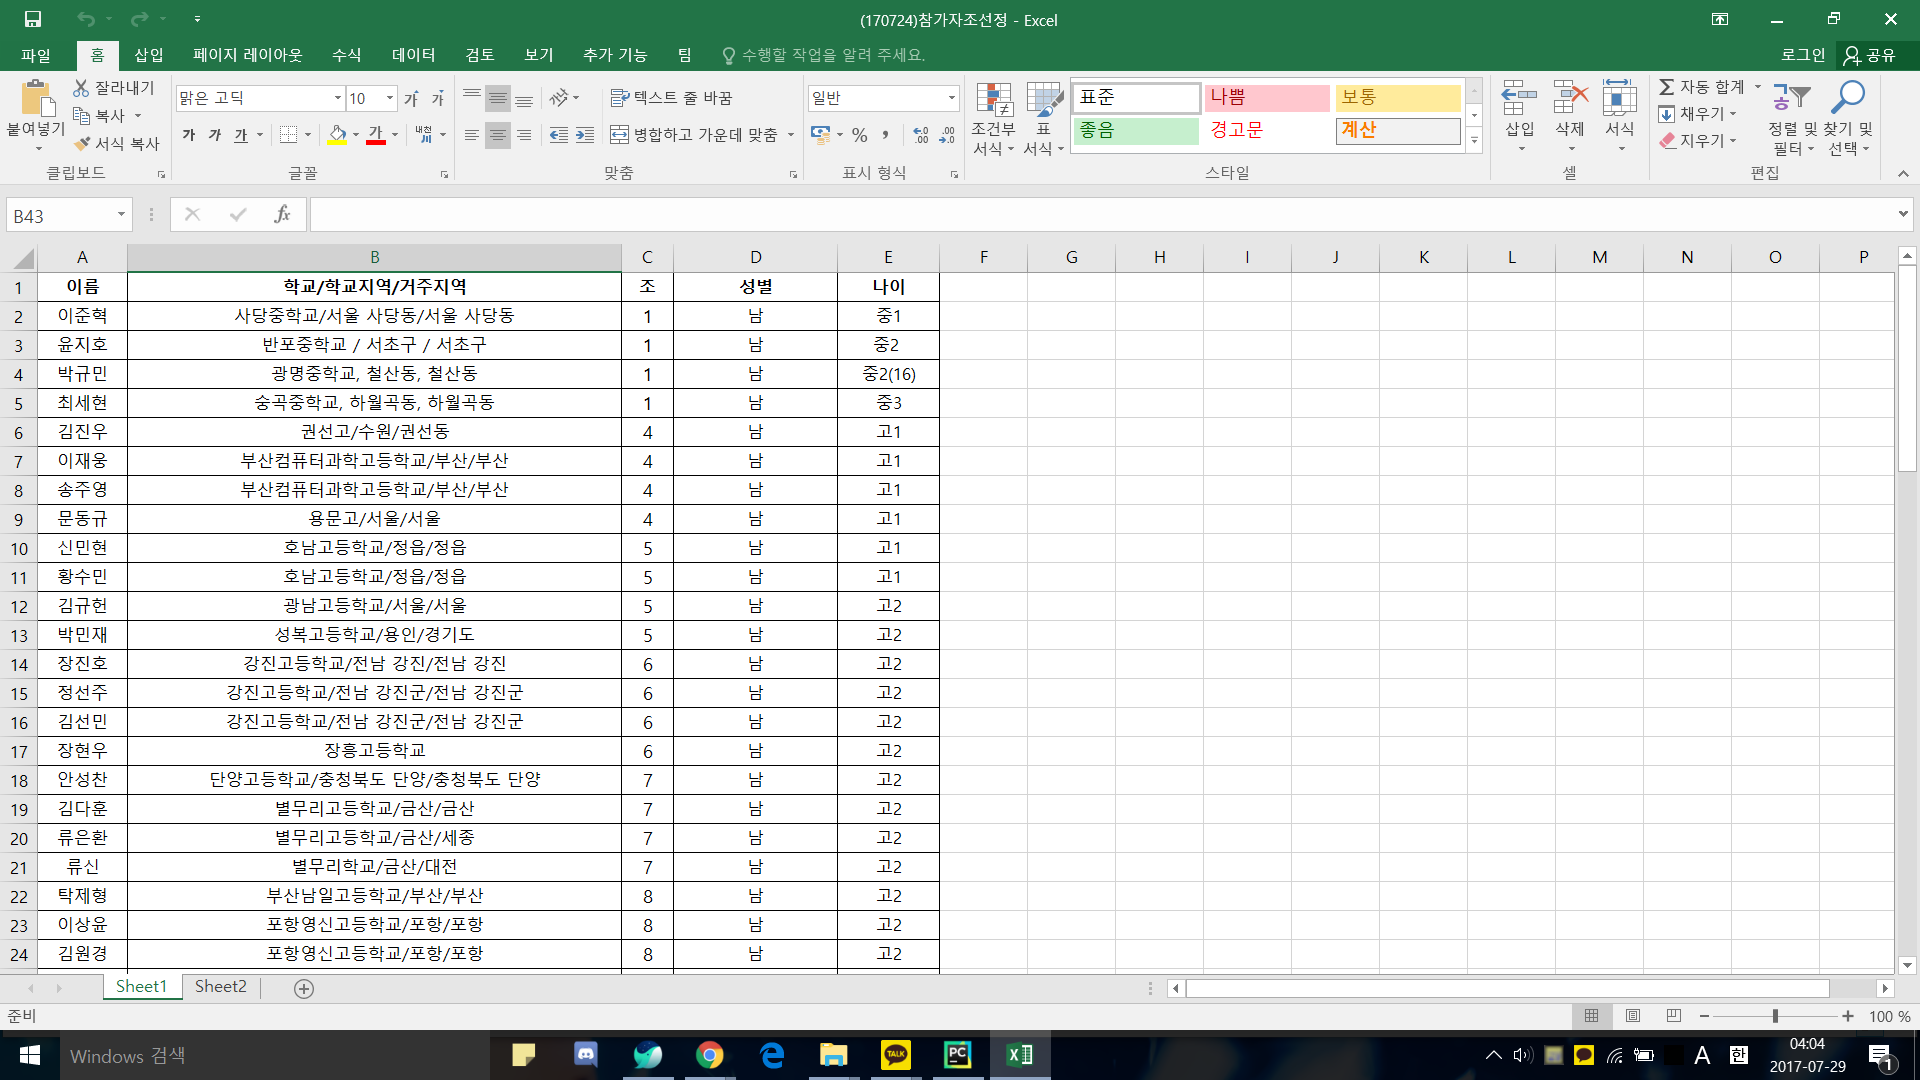 (170724)참가자조선정 - Excel
파일 홈 삽입 페이지 레이아웃 수식 데이터 검토 보기 추가 기능 팀 수행할 작업을 알려 주세요. 로그인 공유
붙여넣기 잘라내기 복사 서식 복사 클립보드
맑은 고딕 10 가 가 가 가 가 가 내천 川 글꼴
텍스트 줄 바꿈 병합하고 가운데 맞춤 맞춤
일반 % , 표시 형식
조건부 서식 표 서식 표준 나쁨 보통 좋음 경고문 계산 스타일
삽입 삭제 서식 셀
자동 합계 채우기 지우기 정렬 및 필터 찾기 및 선택 편집
B43 fx
A B C D E F G H I J K L M N O P
1 이름 학교/학교지역/거주지역 조 성별 나이
2 이준혁 사당중학교/서울 사당동/서울 사당동 1 남 중1
3 윤지호 반포중학교 / 서초구 / 서초구 1 남 중2
4 박규민 광명중학교, 철산동, 철산동 1 남 중2(16)
5 최세현 숭곡중학교, 하월곡동, 하월곡동 1 남 중3
6 김진우 권선고/수원/권선동 4 남 고1
7 이재웅 부산컴퓨터과학고등학교/부산/부산 4 남 고1
8 송주영 부산컴퓨터과학고등학교/부산/부산 4 남 고1
9 문동규 용문고/서울/서울 4 남 고1
10 신민현 호남고등학교/정읍/정읍 5 남 고1
11 황수민 호남고등학교/정읍/정읍 5 남 고1
12 김규헌 광남고등학교/서울/서울 5 남 고2
13 박민재 성복고등학교/용인/경기도 5 남 고2
14 장진호 강진고등학교/전남 강진/전남 강진 6 남 고2
15 정선주 강진고등학교/전남 강진군/전남 강진군 6 남 고2
16 김선민 강진고등학교/전남 강진군/전남 강진군 6 남 고2
17 장현우 장흥고등학교 6 남 고2
18 안성찬 단양고등학교/충청북도 단양/충청북도 단양 7 남 고2
19 김다훈 별무리고등학교/금산/금산 7 남 고2
20 류은환 별무리고등학교/금산/세종 7 남 고2
21 류신 별무리학교/금산/대전 7 남 고2
22 탁제형 부산남일고등학교/부산/부산 8 남 고2
23 이상윤 포항영신고등학교/포항/포항 8 남 고2
24 김원경 포항영신고등학교/포항/포항 8 남 고2
Sheet1 Sheet2
준비 100 %
Windows 검색 TALK PC A 한 04:04 2017-07-29 1